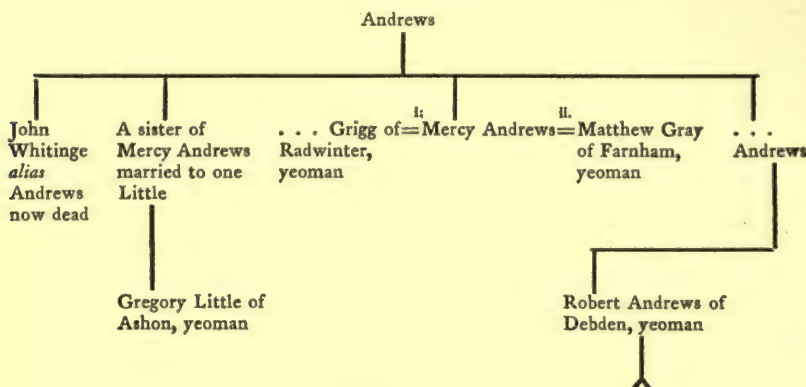 Andrews
John
Whitinge
alias
Andrews
now dead
A sister of
Mercy Andrews
married to one
Little
. . . Grigg of
Radwinter,
yeoman
=
i:
Mercy Andrews
=
ii.
Matthew Gray
of Farnham,
yeoman
. . .
Andrews
Gregory Little of
Ashon, yeoman
Robert Andrews of
Debden, yeoman